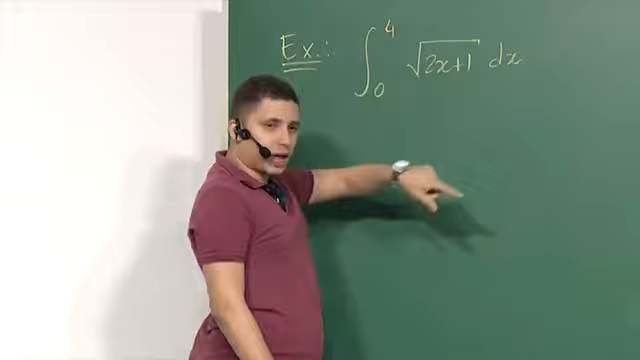 Ex.: ∫₀⁴ √(2x+1) dx